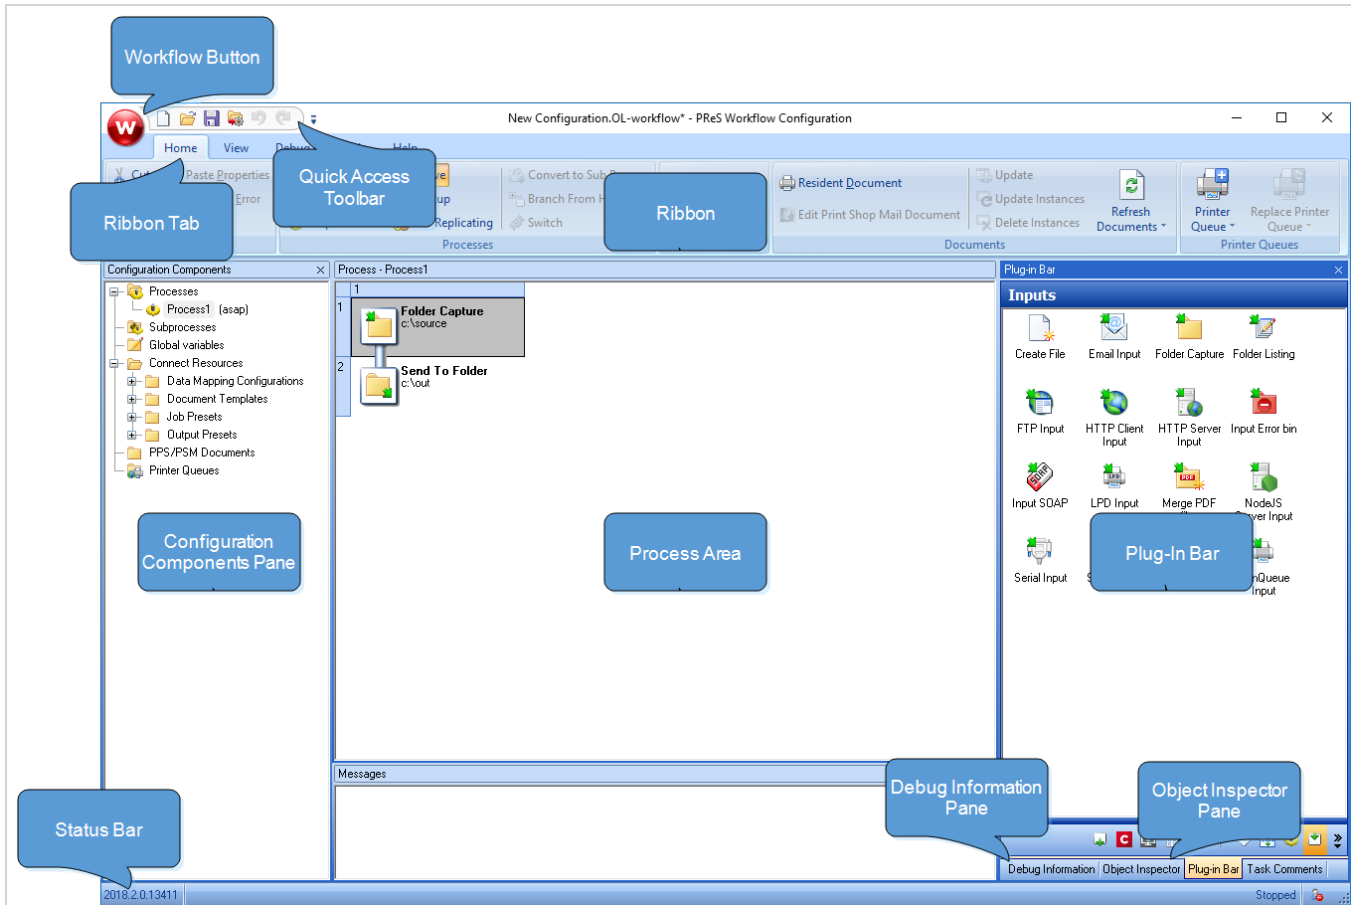 Workflow Button
New Configuration.OL-workflow* - PReS Workflow Configuration
Home View Debug Help
Quick Access
Toolbar
Ribbon Tab
Ribbon
Paste Properties
Error
Replicating
Processes
Convert to Sub
Branch From
Switch
Resident Document
Edit Print Shop Mail Document
Update
Update Instances
Delete Instances
Refresh
Documents
Documents
Printer
Queue
Replace Printer
Queue
Printer Queues
Configuration Components
Processes
Process1 (asap)
Subprocesses
Global variables
Connect Resources
Data Mapping Configurations
Document Templates
Job Presets
Output Presets
PPS/PSM Documents
Printer Queues
Configuration
Components Pane
Process - Process1
1
1
Folder Capture
c:\source
2
Send To Folder
c:\out
Process Area
Messages
Plug-in Bar
Inputs
Create File Email Input Folder Capture Folder Listing
FTP Input HTTP Client Input HTTP Server Input Input Error bin
Input SOAP LPD Input Merge PDF NodeJS
Server Input
Serial Input
Input
Plug-In Bar
Debug Information
Pane
Object Inspector
Pane
Debug Information Object Inspector Plug-in Bar Task Comments
Status Bar
2018.2.0.13411
Stopped